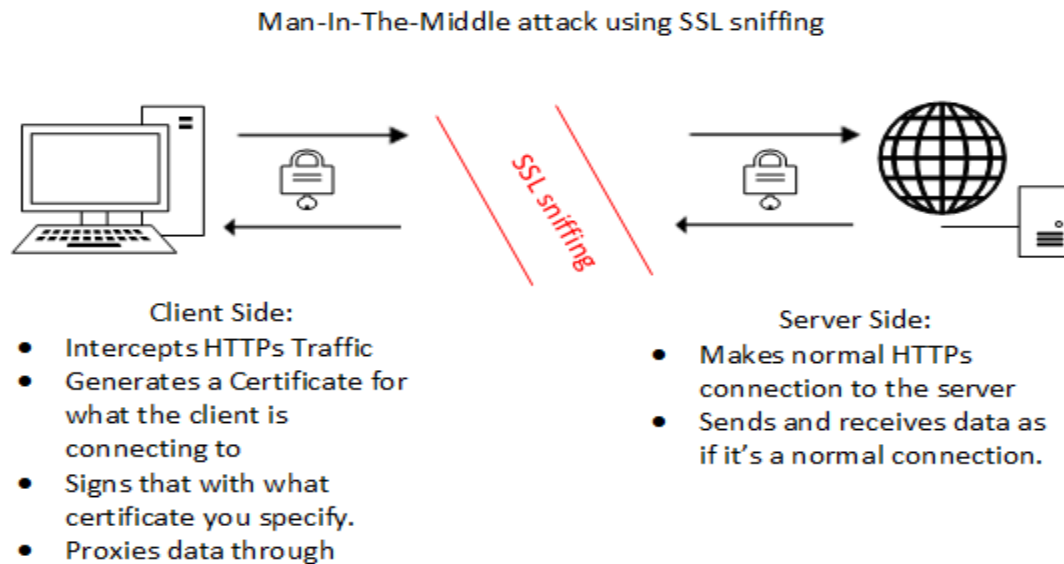 Man-In-The-Middle attack using SSL sniffing
SSL sniffing
Client Side:
● Intercepts HTTPs Traffic
● Generates a Certificate for
what the client is
connecting to
● Signs that with what
certificate you specify.
● Proxies data through
Server Side:
● Makes normal HTTPs
connection to the server
● Sends and receives data as
if it's a normal connection.